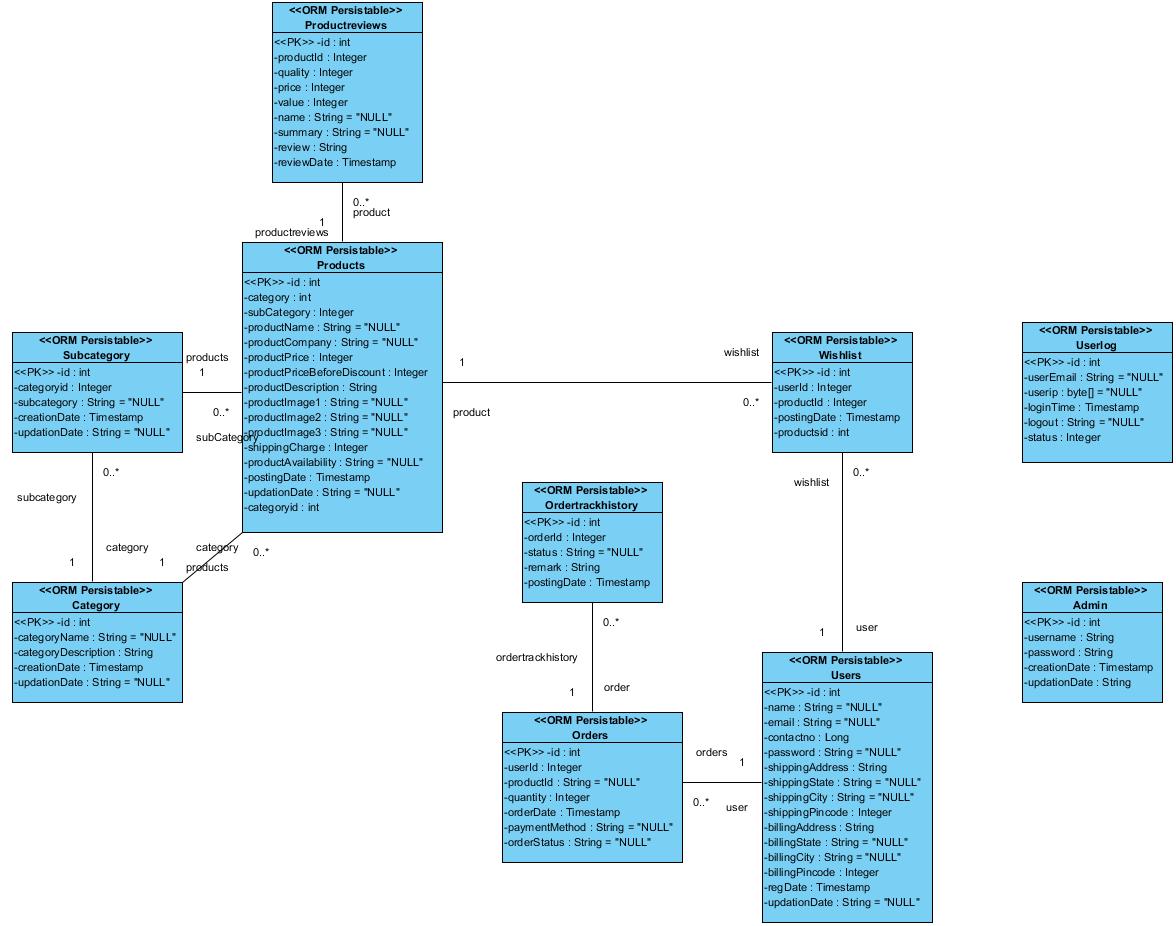 <<ORM Persistable>>
Productreviews
<<PK>> -id : int
-productId : Integer
-quality : Integer
-price : Integer
-value : Integer
-name : String = "NULL"
-summary : String = "NULL"
-review : String
-reviewDate : Timestamp
0..*
product
1
productreviews
<<ORM Persistable>>
Products
<<PK>> -id : int
-category : int
-subCategory : Integer
-productName : String = "NULL"
-productCompany : String = "NULL"
-productPrice : Integer
-productPriceBeforeDiscount : Integer
-productDescription : String
-productImage1 : String = "NULL"
-productImage2 : String = "NULL"
-productImage3 : String = "NULL"
-shippingCharge : Integer
-productAvailability : String = "NULL"
-postingDate : Timestamp
-updationDate : String = "NULL"
-categoryid : int
<<ORM Persistable>>
Subcategory
<<PK>> -id : int
-categoryid : Integer
-subcategory : String = "NULL"
-creationDate : Timestamp
-updationDate : String = "NULL"
products
1
0..*
subCategory
1
product
wishlist
0..*
<<ORM Persistable>>
Wishlist
<<PK>> -id : int
-userId : Integer
-productId : Integer
-postingDate : Timestamp
-productsid : int
<<ORM Persistable>>
Userlog
<<PK>> -id : int
-userEmail : String = "NULL"
-userip : byte[] = "NULL"
-loginTime : Timestamp
-logout : String = "NULL"
-status : Integer
0..*
subcategory
1
category
1
category
products
0..*
<<ORM Persistable>>
Category
<<PK>> -id : int
-categoryName : String = "NULL"
-categoryDescription : String
-creationDate : Timestamp
-updationDate : String = "NULL"
<<ORM Persistable>>
Ordertrackhistory
<<PK>> -id : int
-orderId : Integer
-status : String = "NULL"
-remark : String
-postingDate : Timestamp
0..*
ordertrackhistory
1
order
0..*
wishlist
1
user
<<ORM Persistable>>
Admin
<<PK>> -id : int
-username : String
-password : String
-creationDate : Timestamp
-updationDate : String
<<ORM Persistable>>
Orders
<<PK>> -id : int
-userId : Integer
-productId : String = "NULL"
-quantity : Integer
-orderDate : Timestamp
-paymentMethod : String = "NULL"
-orderStatus : String = "NULL"
orders
1
0..*
user
<<ORM Persistable>>
Users
<<PK>> -id : int
-name : String = "NULL"
-email : String = "NULL"
-contactno : Long
-password : String = "NULL"
-shippingAddress : String
-shippingState : String = "NULL"
-shippingCity : String = "NULL"
-shippingPincode : Integer
-billingAddress : String
-billingState : String = "NULL"
-billingCity : String = "NULL"
-billingPincode : Integer
-regDate : Timestamp
-updationDate : String = "NULL"